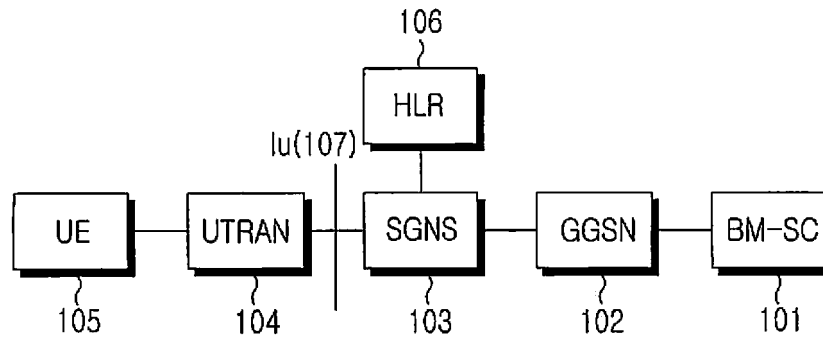 106
HLR
Iu(107)
UE
UTRAN
SGNS
GGSN
BM-SC
105
104
103
102
101